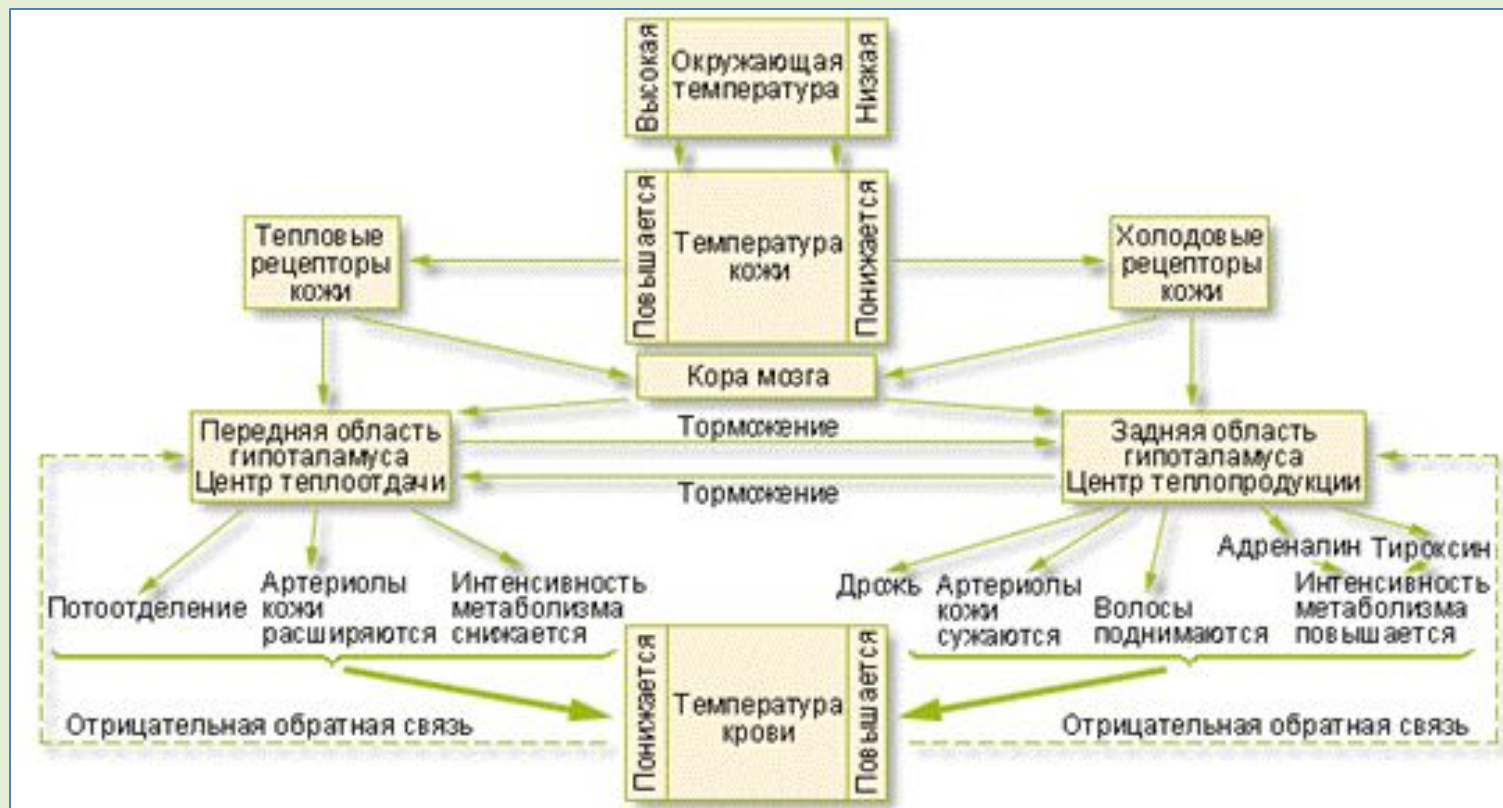 Высокая
Окружающая
температура
Низкая
Повышается
Температура
кожи
Понижается
Тепловые
рецепторы
кожи
Холодовые
рецепторы
кожи
Кора мозга
Передняя область
гипоталамуса
Центр теплоотдачи
Торможение
Торможение
Задняя область
гипоталамуса
Центр теплопродукции
Потоотделение
Артериолы
кожи
расширяются
Интенсивность
метаболизма
снижается
Дрожь
Артериолы
кожи
сужаются
Волосы
поднимаются
Адреналин
Тироксин
Интенсивность
метаболизма
повышается
Понижается
Температура
крови
Повышается
Отрицательная обратная связь
Отрицательная обратная связь